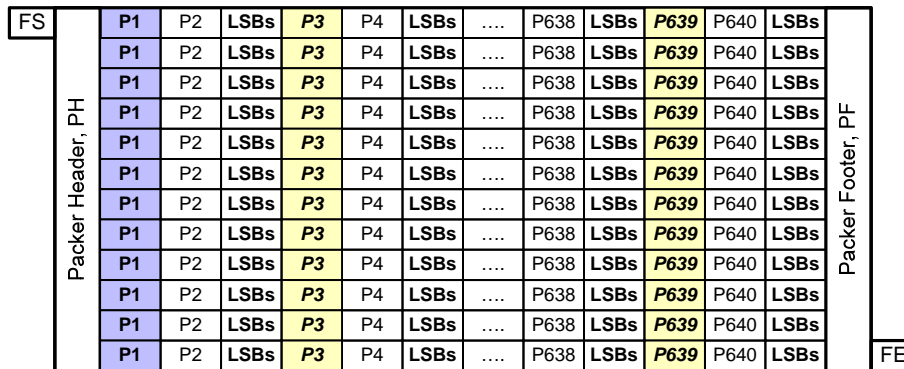 FS P1 P2 LSBs P3 P4 LSBs .... P638 LSBs P639 P640 LSBs
P1 P2 LSBs P3 P4 LSBs .... P638 LSBs P639 P640 LSBs
P1 P2 LSBs P3 P4 LSBs .... P638 LSBs P639 P640 LSBs
P1 P2 LSBs P3 P4 LSBs .... P638 LSBs P639 P640 LSBs
P1 P2 LSBs P3 P4 LSBs .... P638 LSBs P639 P640 LSBs
P1 P2 LSBs P3 P4 LSBs .... P638 LSBs P639 P640 LSBs
P1 P2 LSBs P3 P4 LSBs .... P638 LSBs P639 P640 LSBs
P1 P2 LSBs P3 P4 LSBs .... P638 LSBs P639 P640 LSBs
P1 P2 LSBs P3 P4 LSBs .... P638 LSBs P639 P640 LSBs
P1 P2 LSBs P3 P4 LSBs .... P638 LSBs P639 P640 LSBs
P1 P2 LSBs P3 P4 LSBs .... P638 LSBs P639 P640 LSBs
P1 P2 LSBs P3 P4 LSBs .... P638 LSBs P639 P640 LSBs FE
Packer Header, PH
Packer Footer, PF